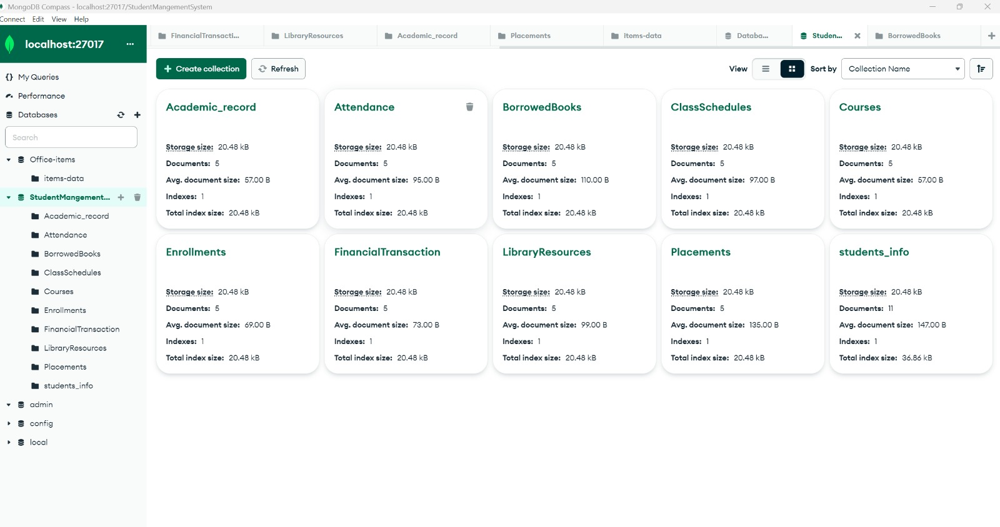 MongoDB Compass - localhost:27017/StudentMangementSystem
Connect Edit View Help
localhost:27017
My Queries
Performance
Databases
Search
Office-items
items-data
StudentMangement...
Academic_record
Attendance
BorrowedBooks
ClassSchedules
Courses
Enrollments
FinancialTransaction
LibraryResources
Placements
students_info
admin
config
local
FinancialTransacti... LibraryResources Academic_record Placements items-data Databa... Studen... BorrowedBooks
Create collection Refresh View Sort by Collection Name
Academic_record
Storage size: 20.48 kB
Documents: 5
Avg. document size: 57.00 B
Indexes: 1
Total index size: 20.48 kB
Attendance
Storage size: 20.48 kB
Documents: 5
Avg. document size: 95.00 B
Indexes: 1
Total index size: 20.48 kB
BorrowedBooks
Storage size: 20.48 kB
Documents: 5
Avg. document size: 110.00 B
Indexes: 1
Total index size: 20.48 kB
ClassSchedules
Storage size: 20.48 kB
Documents: 5
Avg. document size: 97.00 B
Indexes: 1
Total index size: 20.48 kB
Courses
Storage size: 20.48 kB
Documents: 5
Avg. document size: 57.00 B
Indexes: 1
Total index size: 20.48 kB
Enrollments
Storage size: 20.48 kB
Documents: 5
Avg. document size: 69.00 B
Indexes: 1
Total index size: 20.48 kB
FinancialTransaction
Storage size: 20.48 kB
Documents: 5
Avg. document size: 73.00 B
Indexes: 1
Total index size: 20.48 kB
LibraryResources
Storage size: 20.48 kB
Documents: 5
Avg. document size: 99.00 B
Indexes: 1
Total index size: 20.48 kB
Placements
Storage size: 20.48 kB
Documents: 5
Avg. document size: 135.00 B
Indexes: 1
Total index size: 20.48 kB
students_info
Storage size: 20.48 kB
Documents: 11
Avg. document size: 147.00 B
Indexes: 1
Total index size: 36.86 kB